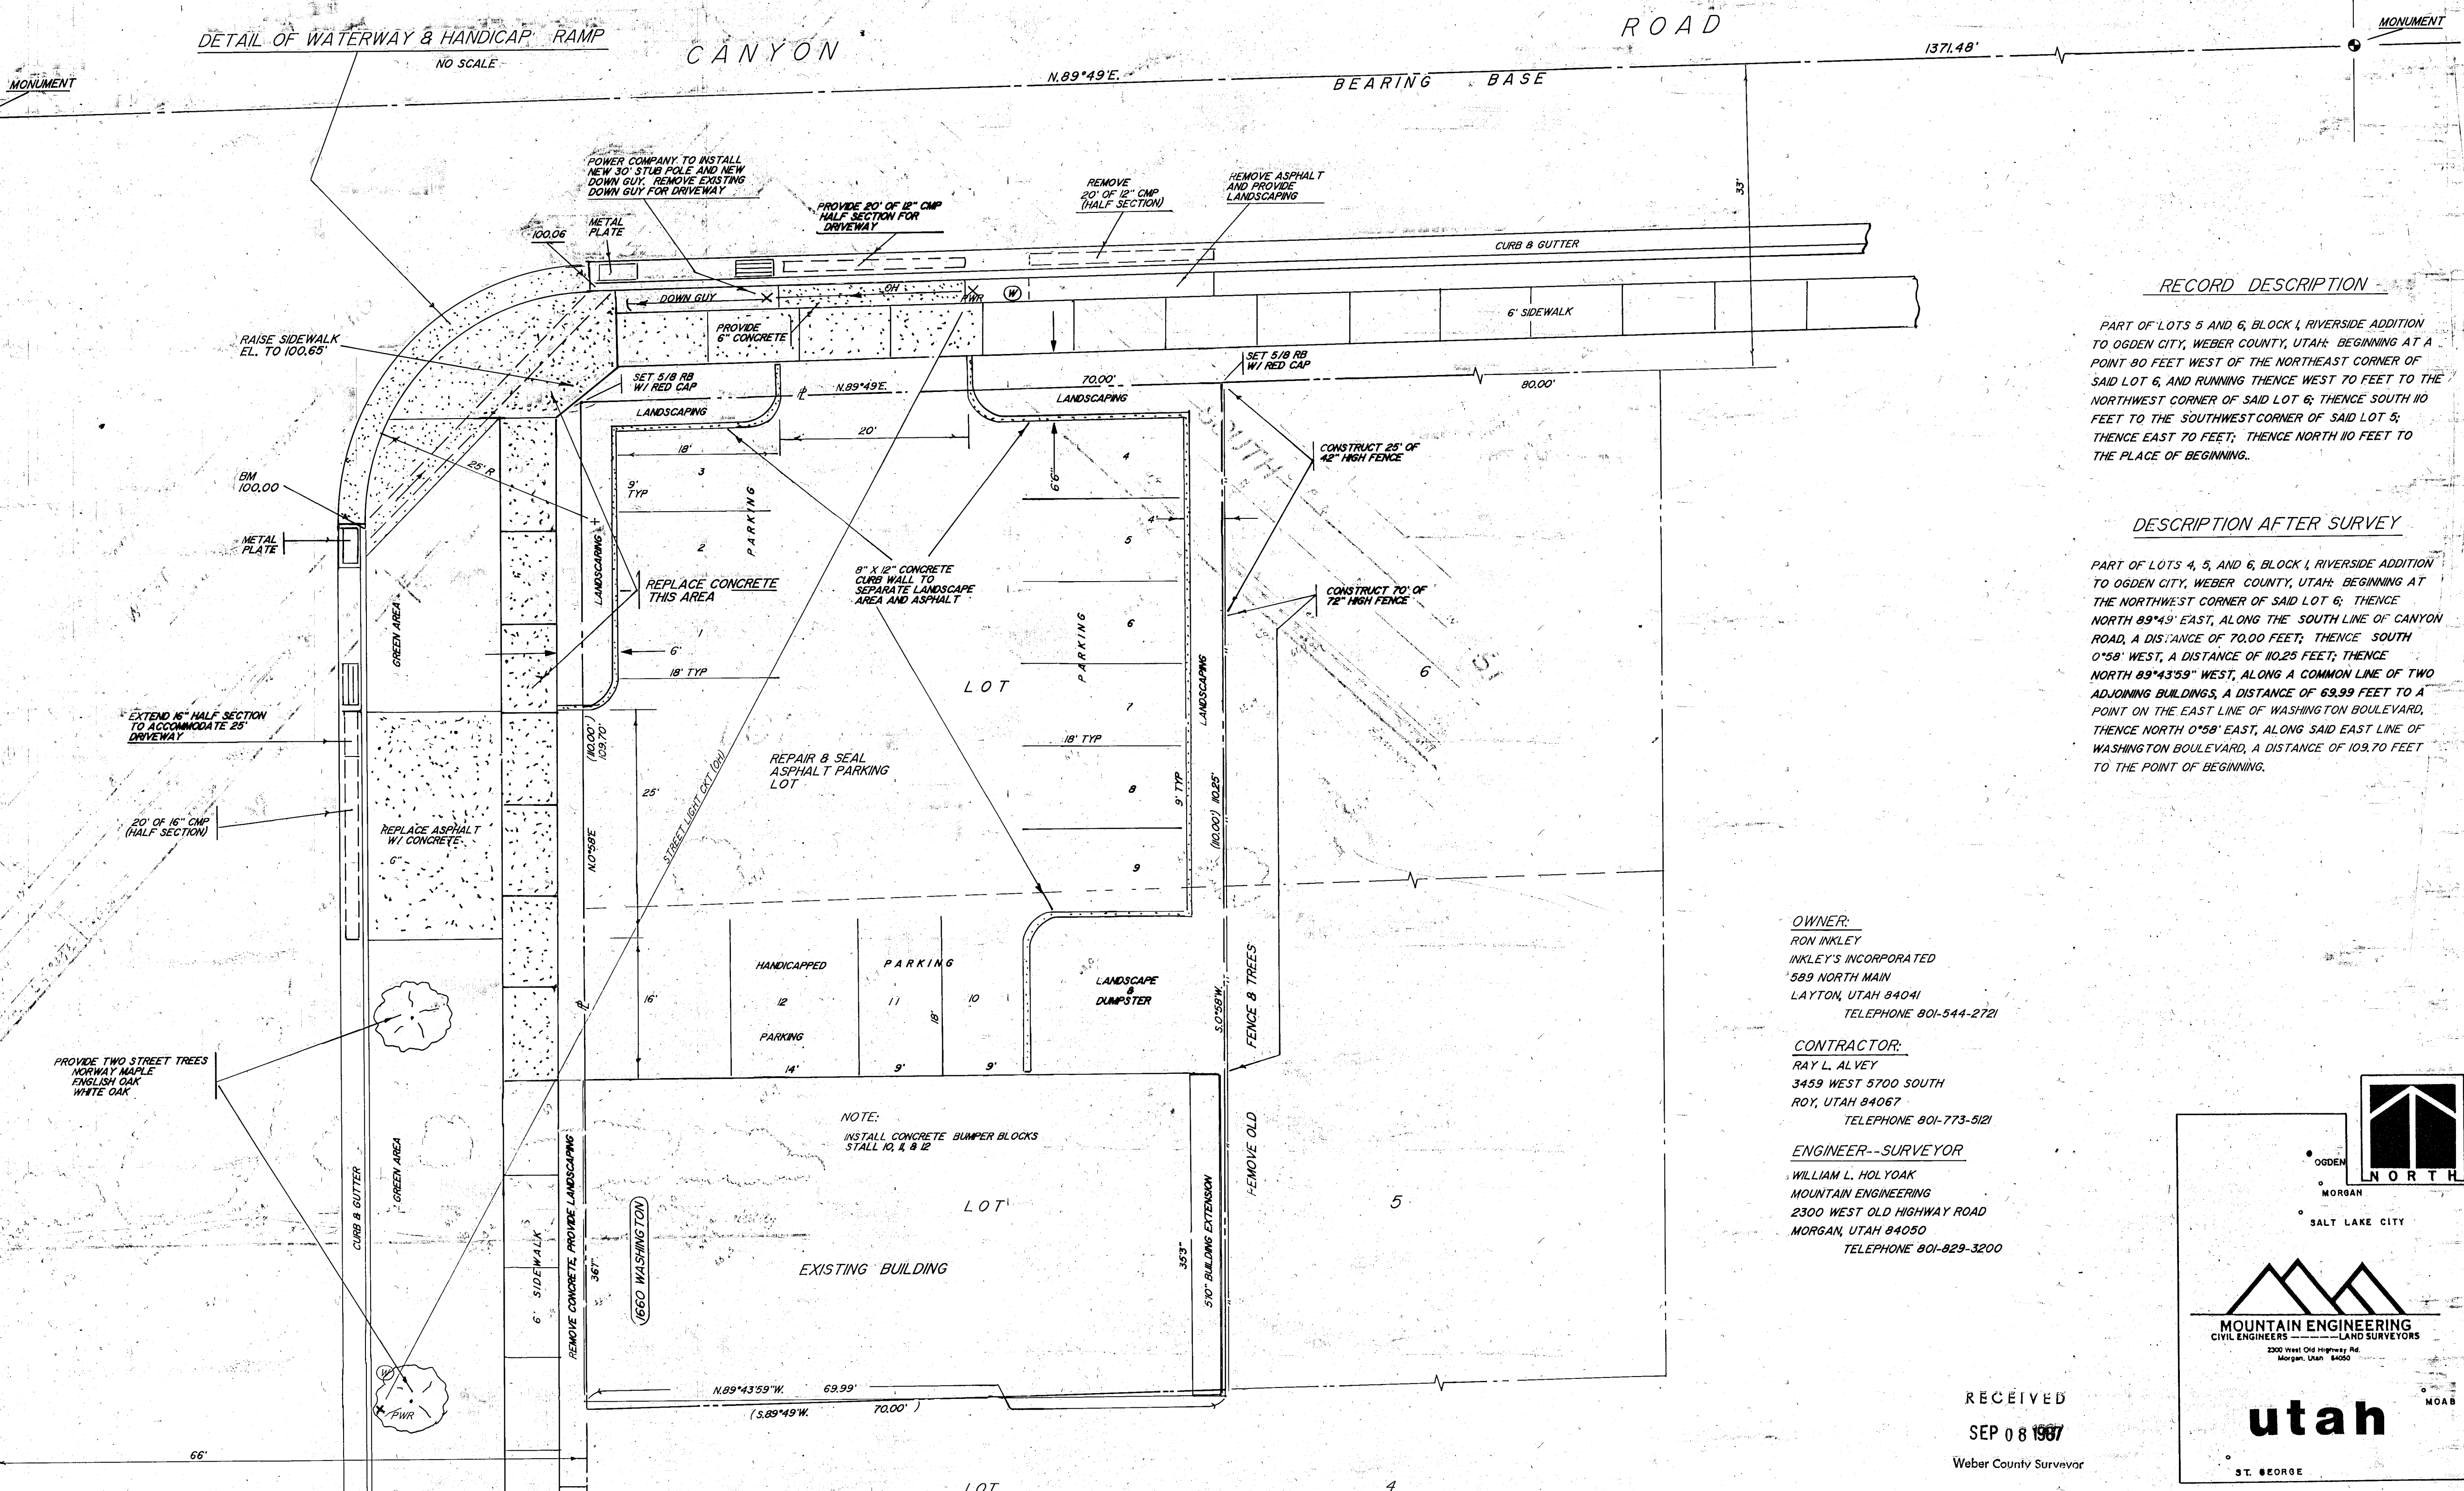 DETAIL OF WATERWAY & HANDICAP RAMP
NO SCALE
CANYON
ROAD
MONUMENT
MONUMENT
1371.48'
N.89°49'E.
BEARING BASE
POWER COMPANY TO INSTALL
NEW 30' STUB POLE AND NEW
DOWN GUY. REMOVE EXISTING
DOWN GUY FOR DRIVEWAY
PROVIDE 20' OF 12" CMP
HALF SECTION FOR
DRIVEWAY
REMOVE
20' OF 12" CMP
(HALF SECTION)
REMOVE ASPHALT
AND PROVIDE
LANDSCAPING
33'
100.06
METAL
PLATE
CURB & GUTTER
DOWN GUY
OH
PWR
W
PROVIDE
6" CONCRETE
6' SIDEWALK
RAISE SIDEWALK
EL. TO 100.65'
SET 5/8 RB
W/ RED CAP
N.89°49'E.
70.00'
SET 5/8 RB
W/ RED CAP
80.00'
LANDSCAPING
LANDSCAPING
20'
18'
3
9'
TYP
PARKING
2
1
6'
18' TYP
25' R
BM
100.00
METAL
PLATE
GREEN AREA
LANDSCAPING
REPLACE CONCRETE
THIS AREA
8" X 12" CONCRETE
CURB WALL TO
SEPARATE LANDSCAPE
AREA AND ASPHALT
6'6"
4
4'
5
6
PARKING
7
18' TYP
8
9' TYP
9
LANDSCAPING
(110.00') 110.25'
CONSTRUCT 25' OF
42" HIGH FENCE
CONSTRUCT 70' OF
72" HIGH FENCE
SOUTH
LOT
6
EXTEND 16" HALF SECTION
TO ACCOMMODATE 25'
DRIVEWAY
20' OF 16" CMP
(HALF SECTION)
REPLACE ASPHALT
W/ CONCRETE
6"
(110.00')
109.70'
N.0°58'E
25'
STREET LIGHT CKT (OH)
REPAIR & SEAL
ASPHALT PARKING
LOT
16'
HANDICAPPED
12
PARKING
14'
PARKING
11
9'
18'
10
9'
LANDSCAPE
&
DUMPSTER
S.0°58'W.
FENCE & TREES
REMOVE OLD
PROVIDE TWO STREET TREES
NORWAY MAPLE
ENGLISH OAK
WHITE OAK
CURB & GUTTER
GREEN AREA
6' SIDEWALK
REMOVE CONCRETE, PROVIDE LANDSCAPING
36'7"
1660 WASHINGTON
NOTE:
INSTALL CONCRETE BUMPER BLOCKS
STALL 10, 11, & 12
LOT
5
EXISTING BUILDING
35'3"
5'10" BUILDING EXTENSION
W
PWR
N.89°43'59"W. 69.99'
(S.89°49'W. 70.00')
66'
LOT
4
RECORD DESCRIPTION
PART OF LOTS 5 AND 6, BLOCK 1, RIVERSIDE ADDITION
TO OGDEN CITY, WEBER COUNTY, UTAH: BEGINNING AT A
POINT 80 FEET WEST OF THE NORTHEAST CORNER OF
SAID LOT 6, AND RUNNING THENCE WEST 70 FEET TO THE
NORTHWEST CORNER OF SAID LOT 6; THENCE SOUTH 110
FEET TO THE SOUTHWEST CORNER OF SAID LOT 5;
THENCE EAST 70 FEET; THENCE NORTH 110 FEET TO
THE PLACE OF BEGINNING.
DESCRIPTION AFTER SURVEY
PART OF LOTS 4, 5, AND 6, BLOCK 1, RIVERSIDE ADDITION
TO OGDEN CITY, WEBER COUNTY, UTAH: BEGINNING AT
THE NORTHWEST CORNER OF SAID LOT 6; THENCE
NORTH 89°49' EAST, ALONG THE SOUTH LINE OF CANYON
ROAD, A DISTANCE OF 70.00 FEET; THENCE SOUTH
0°58' WEST, A DISTANCE OF 110.25 FEET; THENCE
NORTH 89°43'59" WEST, ALONG A COMMON LINE OF TWO
ADJOINING BUILDINGS, A DISTANCE OF 69.99 FEET TO A
POINT ON THE EAST LINE OF WASHINGTON BOULEVARD,
THENCE NORTH 0°58' EAST, ALONG SAID EAST LINE OF
WASHINGTON BOULEVARD, A DISTANCE OF 109.70 FEET
TO THE POINT OF BEGINNING.
OWNER:
RON INKLEY
INKLEY'S INCORPORATED
589 NORTH MAIN
LAYTON, UTAH 84041
TELEPHONE 801-544-2721
CONTRACTOR:
RAY L. ALVEY
3459 WEST 5700 SOUTH
ROY, UTAH 84067
TELEPHONE 801-773-5121
ENGINEER--SURVEYOR
WILLIAM L. HOLYOAK
MOUNTAIN ENGINEERING
2300 WEST OLD HIGHWAY ROAD
MORGAN, UTAH 84050
TELEPHONE 801-829-3200
RECEIVED
SEP 08 1987
Weber County Surveyor
NORTH
OGDEN
MORGAN
SALT LAKE CITY
MOUNTAIN ENGINEERING
CIVIL ENGINEERS LAND SURVEYORS
2300 West Old Highway Rd.
Morgan, Utah 84050
MOAB
utah
ST. GEORGE